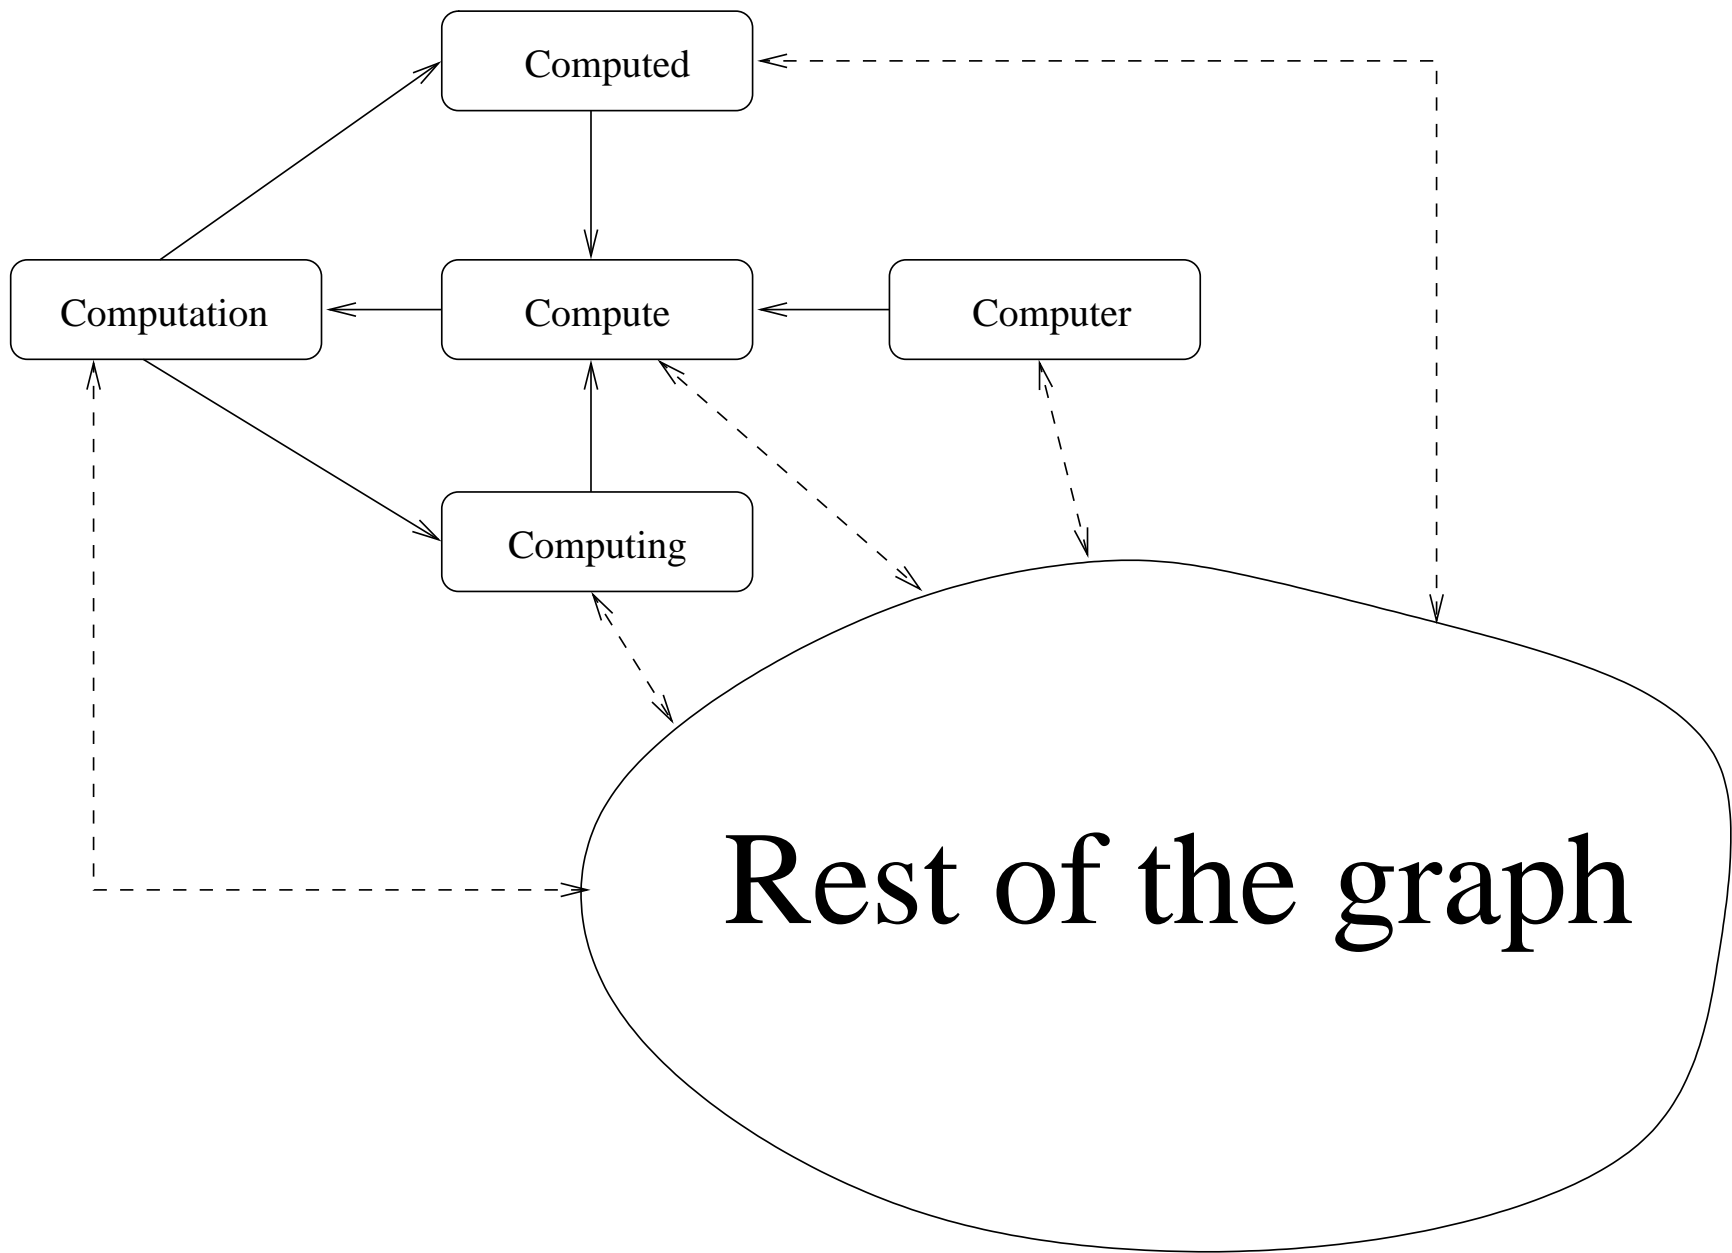 Computed
Computation
Compute
Computer
Computing
Rest of the graph